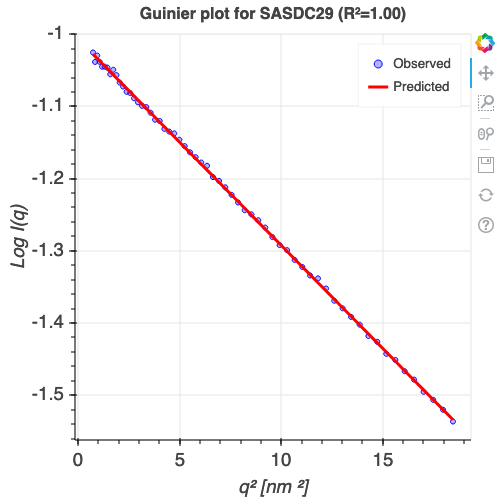 Guinier plot for SASDC29 (R²=1.00)
Observed
Predicted
-1
-1.1
-1.2
-1.3
-1.4
-1.5
Log I(q)
0 5 10 15
q² [nm ²]